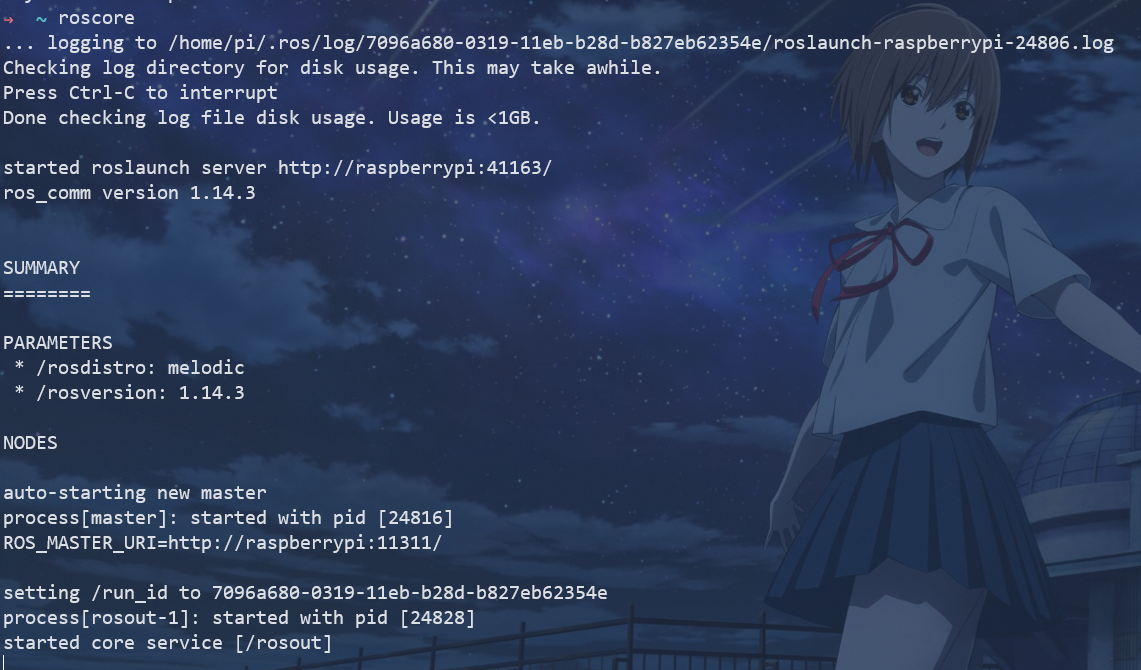 → ~ roscore
... logging to /home/pi/.ros/log/7096a680-0319-11eb-b28d-b827eb62354e/roslaunch-raspberrypi-24806.log
Checking log directory for disk usage. This may take awhile.
Press Ctrl-C to interrupt
Done checking log file disk usage. Usage is <1GB.
started roslaunch server http://raspberrypi:41163/
ros_comm version 1.14.3
SUMMARY
========
PARAMETERS
* /rosdistro: melodic
* /rosversion: 1.14.3
NODES
auto-starting new master
process[master]: started with pid [24816]
ROS_MASTER_URI=http://raspberrypi:11311/
setting /run_id to 7096a680-0319-11eb-b28d-b827eb62354e
process[rosout-1]: started with pid [24828]
started core service [/rosout]